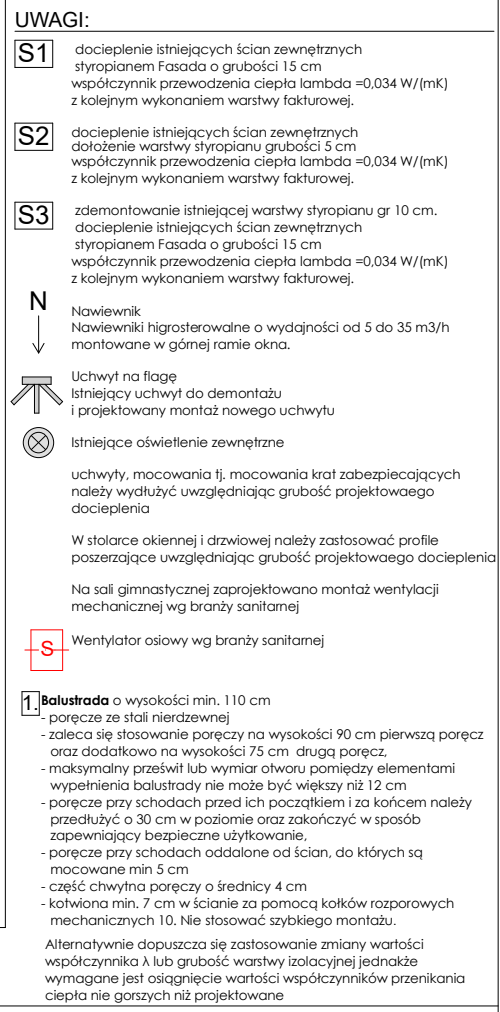 UWAGI:
S1
docieplenie istniejących ścian zewnętrznych
styropianem Fasada o grubości 15 cm
współczynnik przewodzenia ciepła lambda =0,034 W/(mK)
z kolejnym wykonaniem warstwy fakturowej.
S2
docieplenie istniejących ścian zewnętrznych
dołożenie warstwy styropianu grubości 5 cm
współczynnik przewodzenia ciepła lambda =0,034 W/(mK)
z kolejnym wykonaniem warstwy fakturowej.
S3
zdemontowanie istniejącej warstwy styropianu gr 10 cm.
docieplenie istniejących ścian zewnętrznych
styropianem Fasada o grubości 15 cm
współczynnik przewodzenia ciepła lambda =0,034 W/(mK)
z kolejnym wykonaniem warstwy fakturowej.
N
Nawiewnik
Nawiewniki higrosterowalne o wydajności od 5 do 35 m3/h
montowane w górnej ramie okna.
Uchwyt na flagę
Istniejący uchwyt do demontażu
i projektowany montaż nowego uchwytu
Istniejące oświetlenie zewnętrzne
uchwyty, mocowania tj. mocowania krat zabezpiecających
należy wydłużyć uwzględniając grubość projektowaego
docieplenia
W stolarce okiennej i drzwiowej należy zastosować profile
poszerzające uwzględniając grubość projektowaego docieplenia
Na sali gimnastycznej zaprojektowano montaż wentylacji
mechanicznej wg branży sanitarnej
S
Wentylator osiowy wg branży sanitarnej
1.
Balustrada o wysokości min. 110 cm
- poręcze ze stali nierdzewnej
- zaleca się stosowanie poręczy na wysokości 90 cm pierwszą poręcz
oraz dodatkowo na wysokości 75 cm drugą poręcz,
- maksymalny prześwit lub wymiar otworu pomiędzy elementami
wypełnienia balustrady nie może być większy niż 12 cm
- poręcze przy schodach przed ich początkiem i za końcem należy
przedłużyć o 30 cm w poziomie oraz zakończyć w sposób
zapewniający bezpieczne użytkowanie,
- poręcze przy schodach oddalone od ścian, do których są
mocowane min 5 cm
- część chwytna poręczy o średnicy 4 cm
- kotwiona min. 7 cm w ścianie za pomocą kołków rozporowych
mechanicznych 10. Nie stosować szybkiego montażu.
Alternatywnie dopuszcza się zastosowanie zmiany wartości
współczynnika λ lub grubość warstwy izolacyjnej jednakże
wymagane jest osiągnięcie wartości współczynników przenikania
ciepła nie gorszych niż projektowane